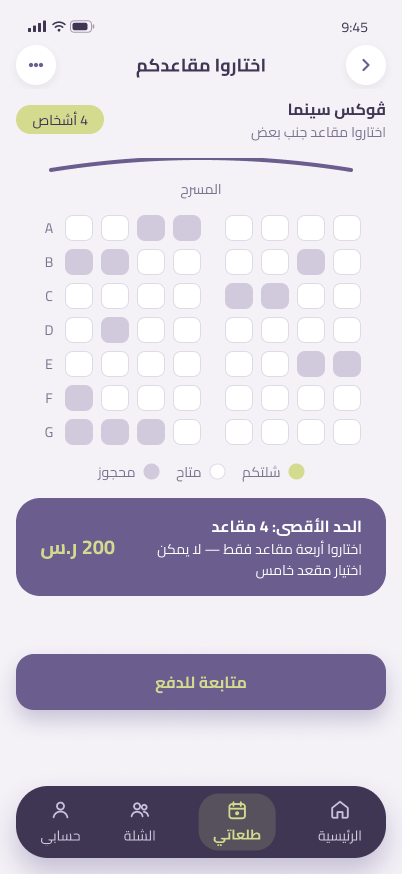 9:45
اختاروا مقاعدكم
ڤوكس سينما
اختاروا مقاعد جنب بعض
4 أشخاص
المسرح
A
B
C
D
E
F
G
شلتكم
متاح
محجوز
الحد الأقصى: 4 مقاعد
اختاروا أربعة مقاعد فقط — لا يمكن
اختيار مقعد خامس
200 ر.س
متابعة للدفع
الرئيسية
طلعاتي
الشلة
حسابي